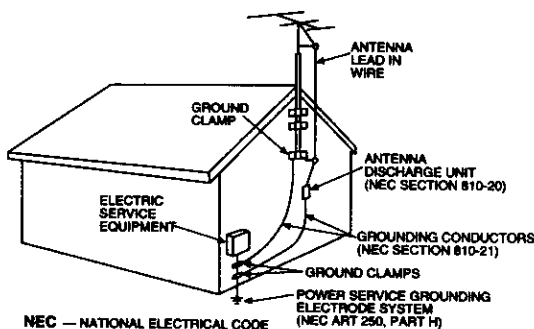 ANTENNA
LEAD IN
WIRE
GROUND
CLAMP
ANTENNA
DISCHARGE UNIT
(NEC SECTION 810-20)
ELECTRIC
SERVICE
EQUIPMENT
GROUNDING CONDUCTORS
(NEC SECTION 810-21)
GROUND CLAMPS
POWER SERVICE GROUNDING
ELECTRODE SYSTEM
(NEC ART 250, PART H)
NEC — NATIONAL ELECTRICAL CODE